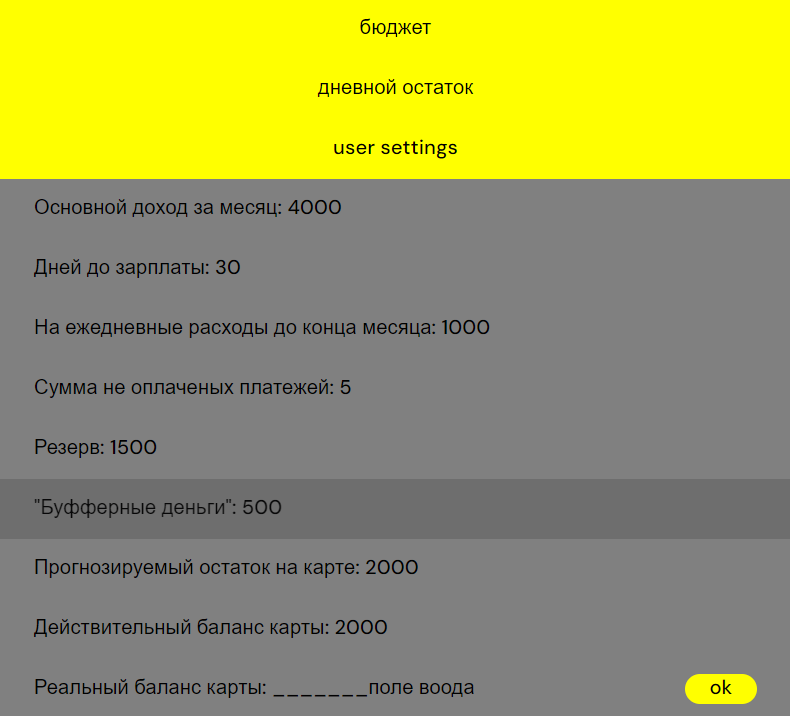 бюджет
дневной остаток
user settings
Основной доход за месяц: 4000
Дней до зарплаты: 30
На ежедневные расходы до конца месяца: 1000
Сумма не оплаченых платежей: 5
Резерв: 1500
"Буфферные деньги": 500
Прогнозируемый остаток на карте: 2000
Действительный баланс карты: 2000
Реальный баланс карты: _______поле воода
ok